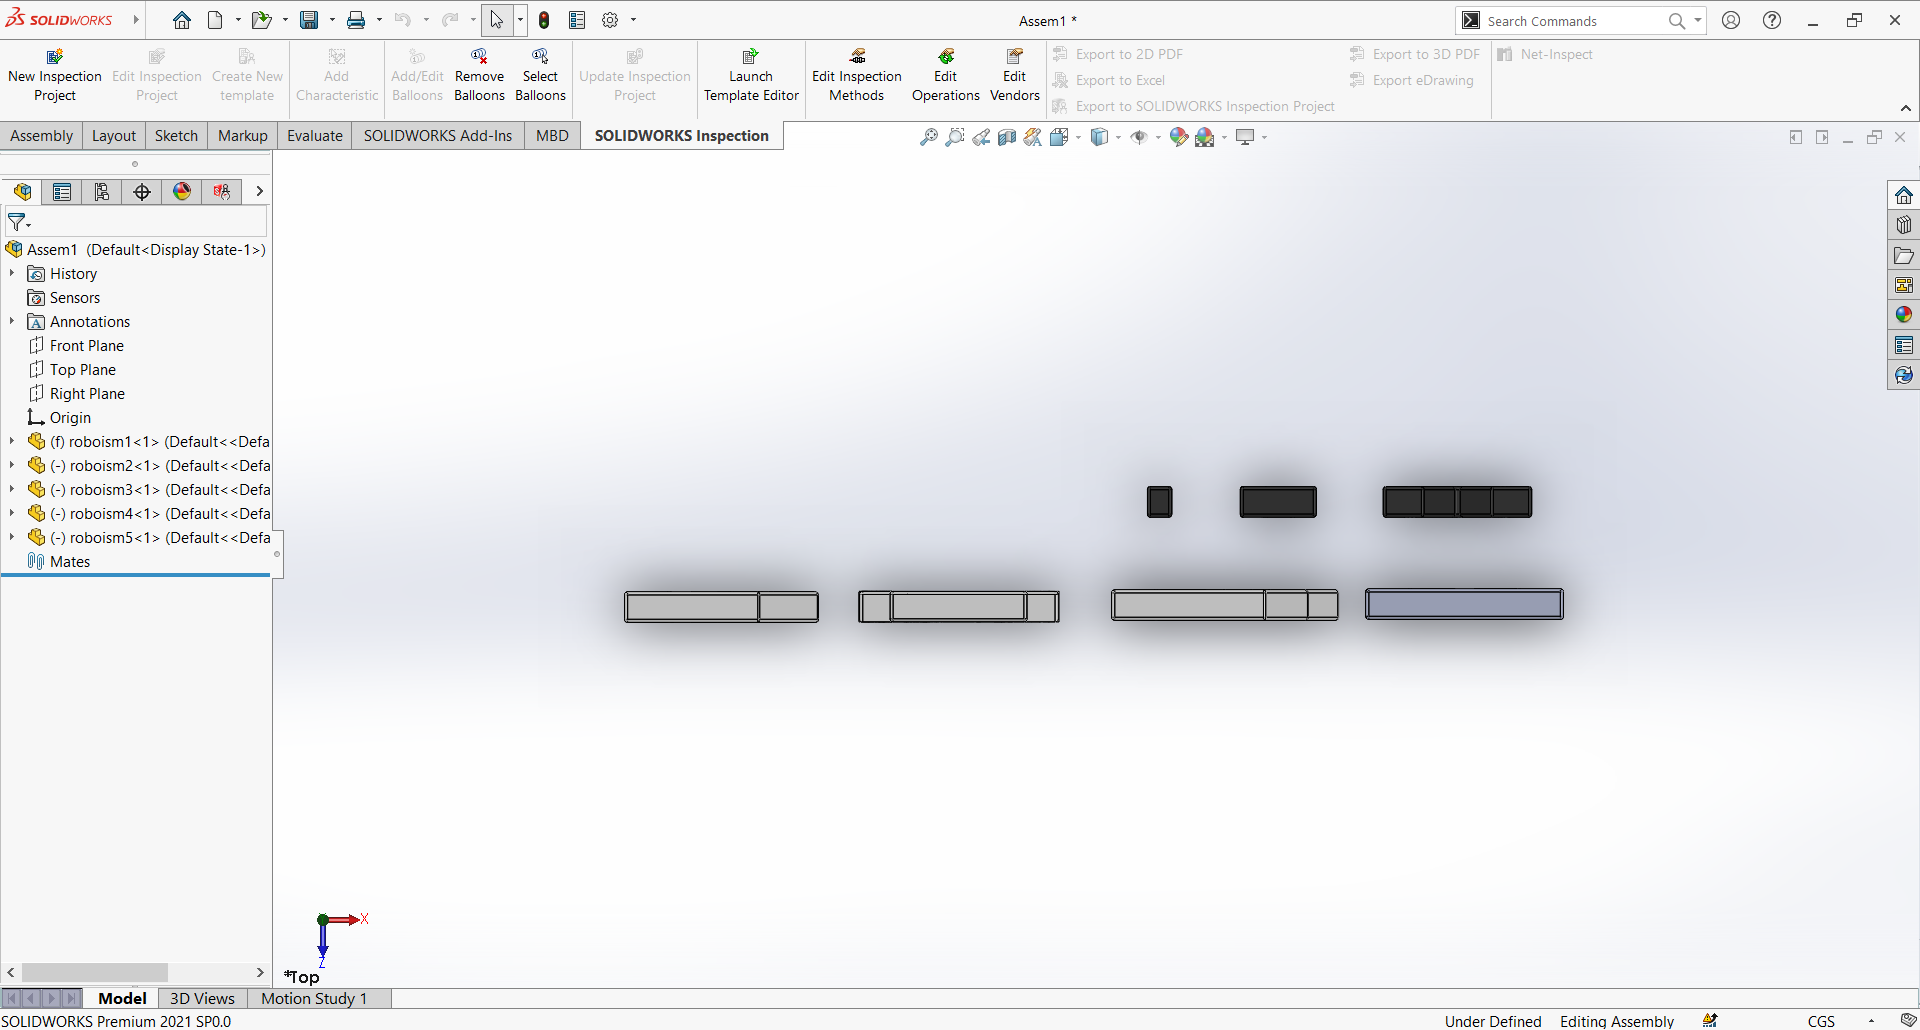 SOLIDWORKS
Assem1 *
Search Commands
New Inspection Project
Edit Inspection Project
Create New template
Add Characteristic
Add/Edit Balloons
Remove Balloons
Select Balloons
Update Inspection Project
Launch Template Editor
Edit Inspection Methods
Edit Operations
Edit Vendors
Export to 2D PDF
Export to Excel
Export to SOLIDWORKS Inspection Project
Export to 3D PDF
Export eDrawing
Net-Inspect
Assembly
Layout
Sketch
Markup
Evaluate
SOLIDWORKS Add-Ins
MBD
SOLIDWORKS Inspection
Assem1 (Default<Display State-1>)
History
Sensors
Annotations
Front Plane
Top Plane
Right Plane
Origin
(f) roboism1<1> (Default<<Defa
(-) roboism2<1> (Default<<Defa
(-) roboism3<1> (Default<<Defa
(-) roboism4<1> (Default<<Defa
(-) roboism5<1> (Default<<Defa
Mates
X
Z
*Top
Model
3D Views
Motion Study 1
SOLIDWORKS Premium 2021 SP0.0
Under Defined
Editing Assembly
CGS